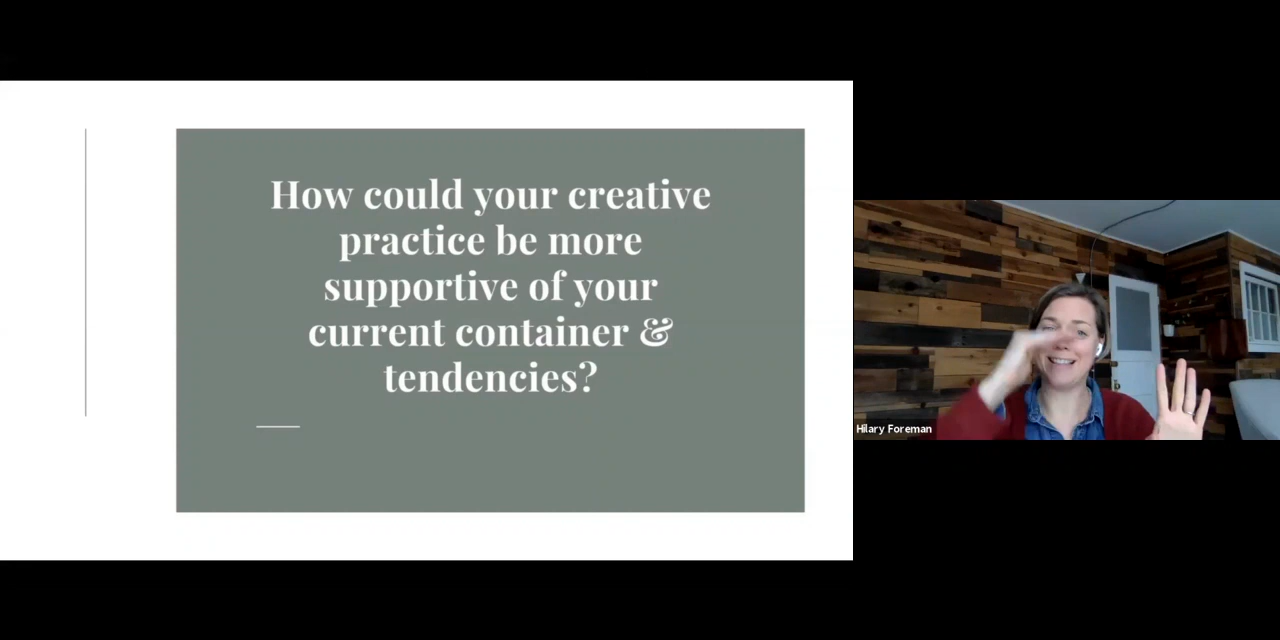 How could your creative
practice be more
supportive of your
current container &
tendencies?
Hilary Foreman